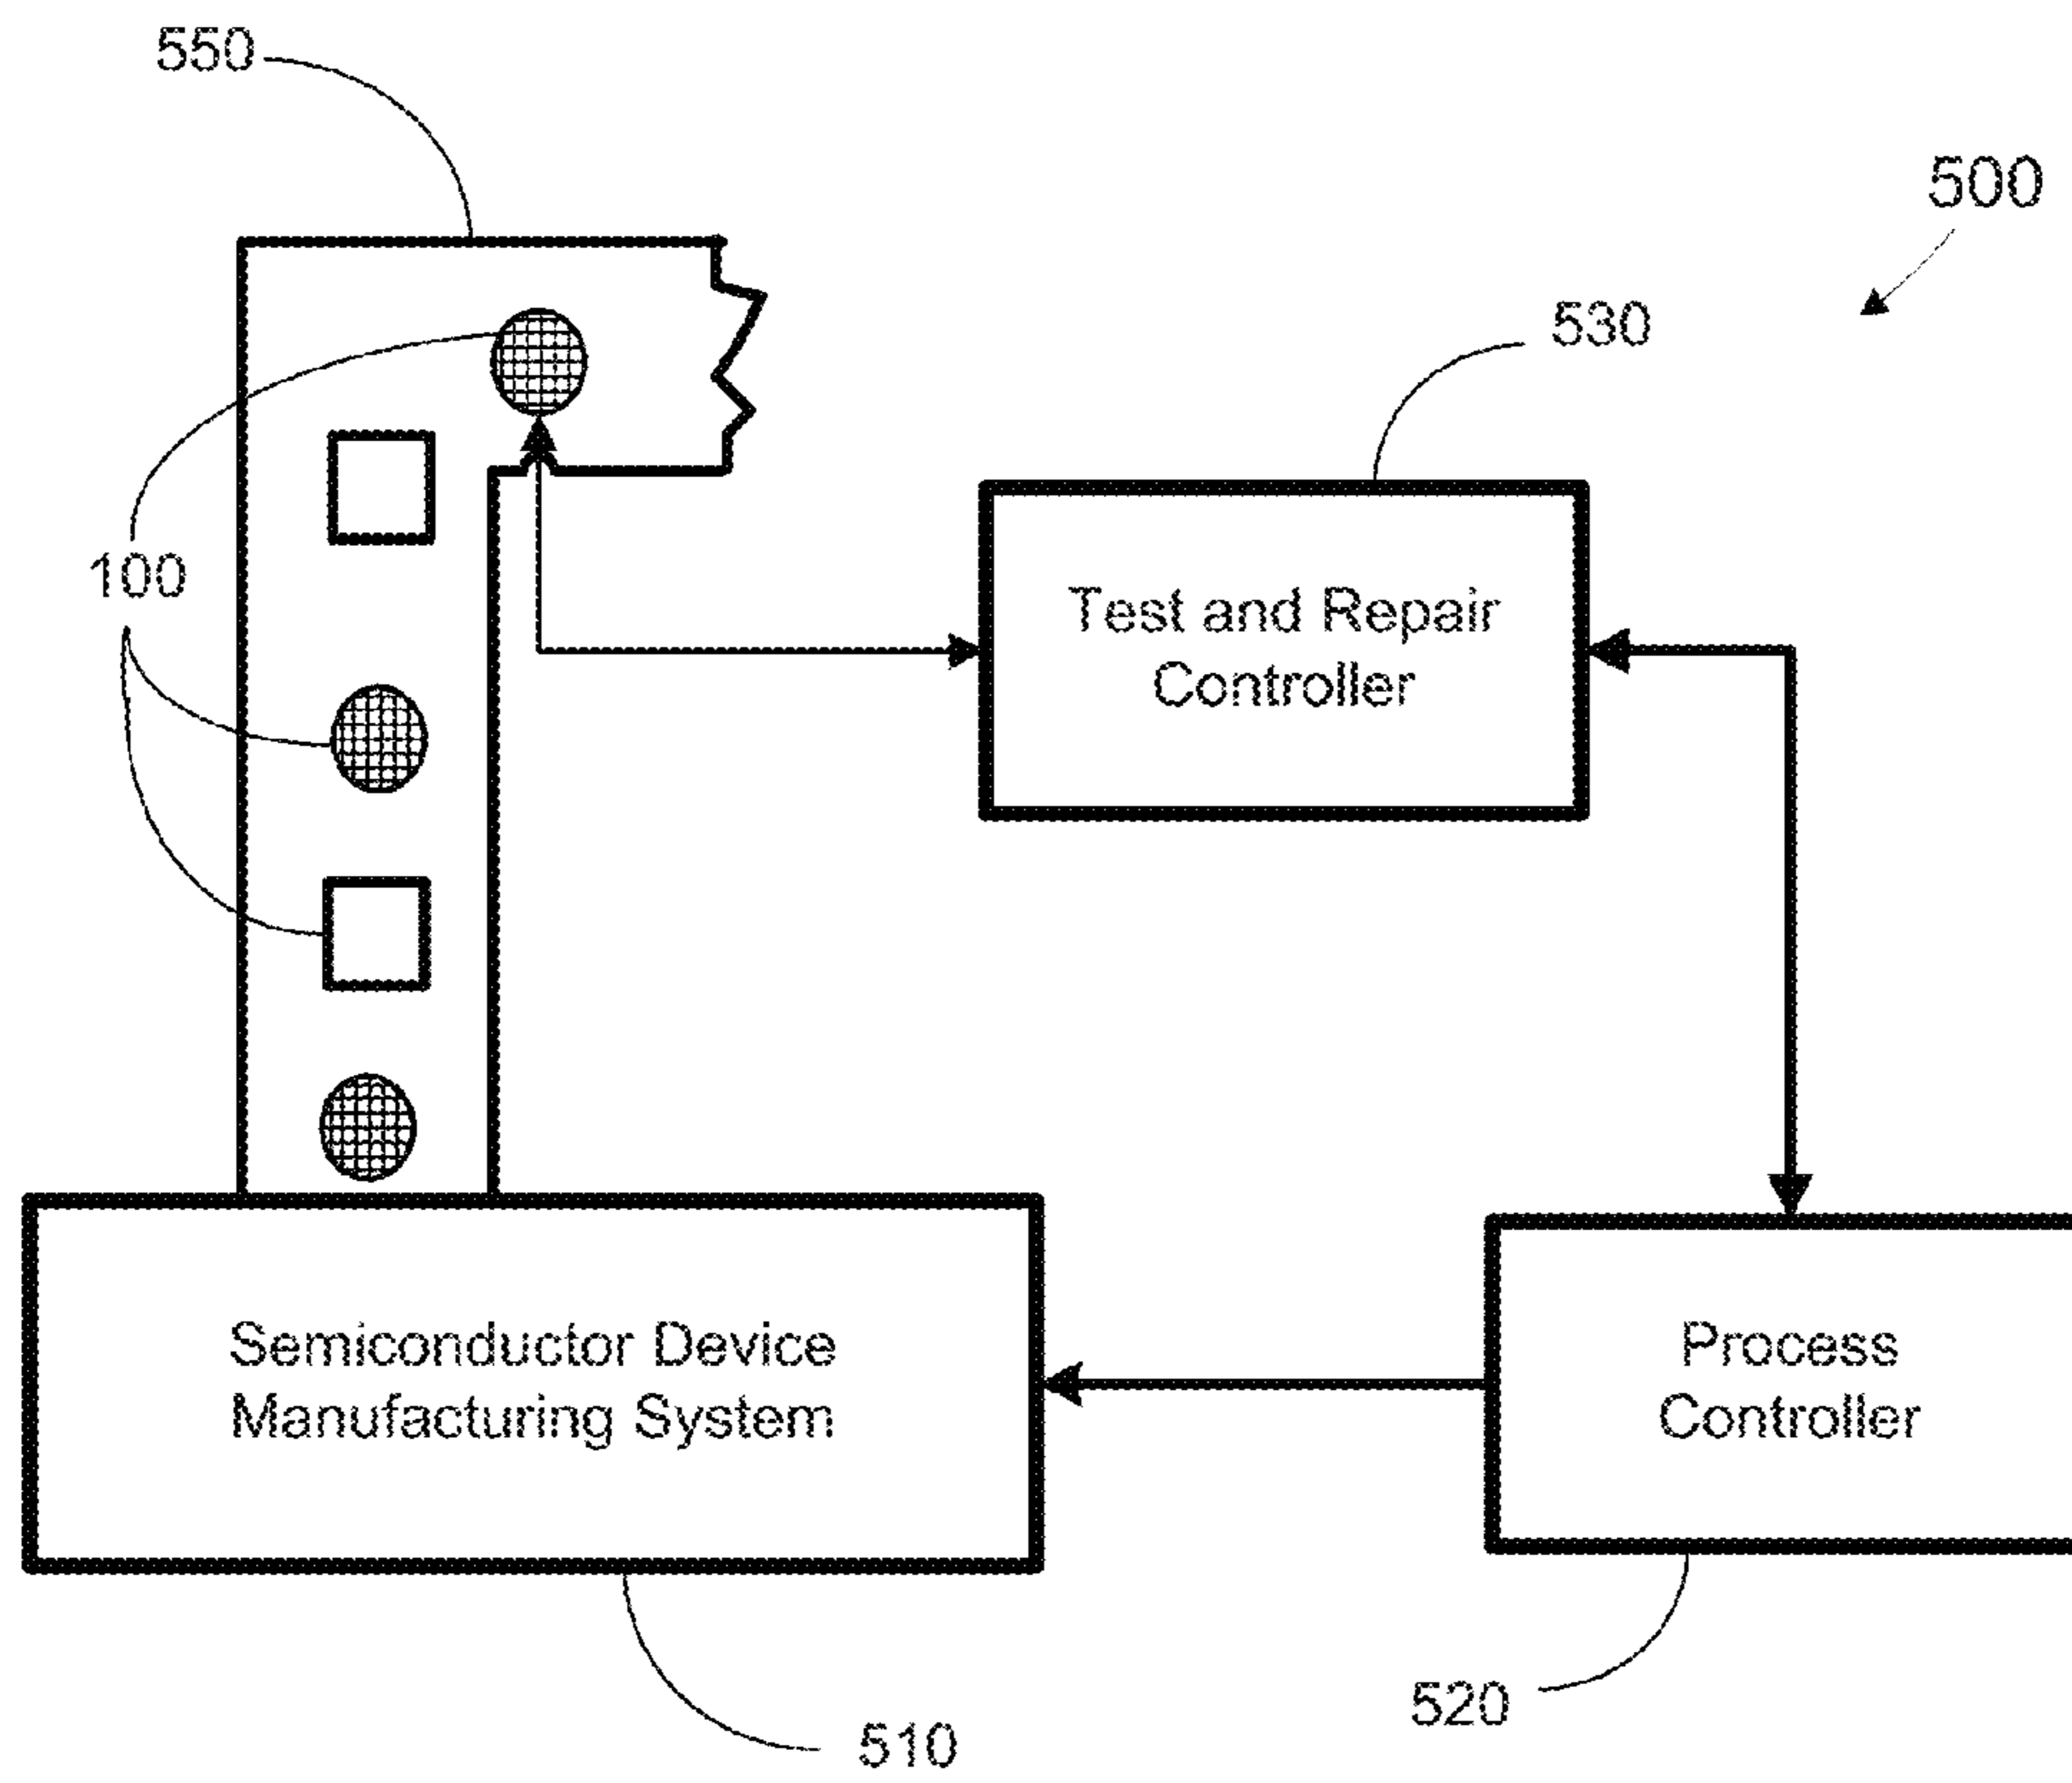 550
500
530
100
Test and Repair
Controller
Semiconductor Device
Manufacturing System
Process
Controller
520
510